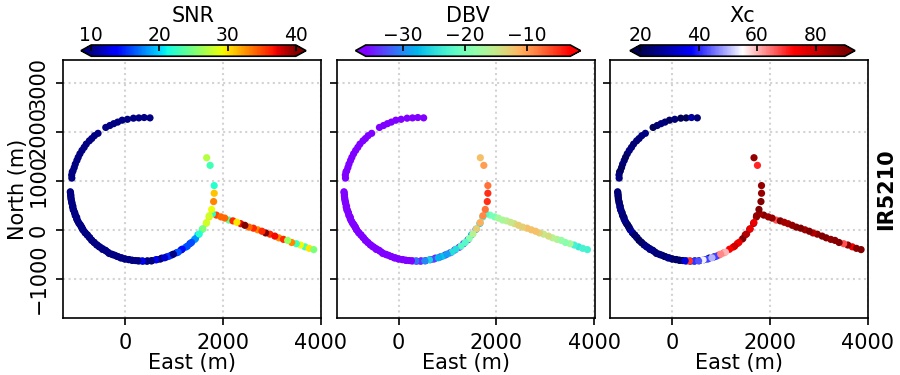 SNR DBV Xc
10 20 30 40 −30 −20 −10 20 40 60 80
3000
2000
1000
0
−1000
North (m)
0 2000 4000 0 2000 4000 0 2000 4000
East (m) East (m) East (m)
IR5210